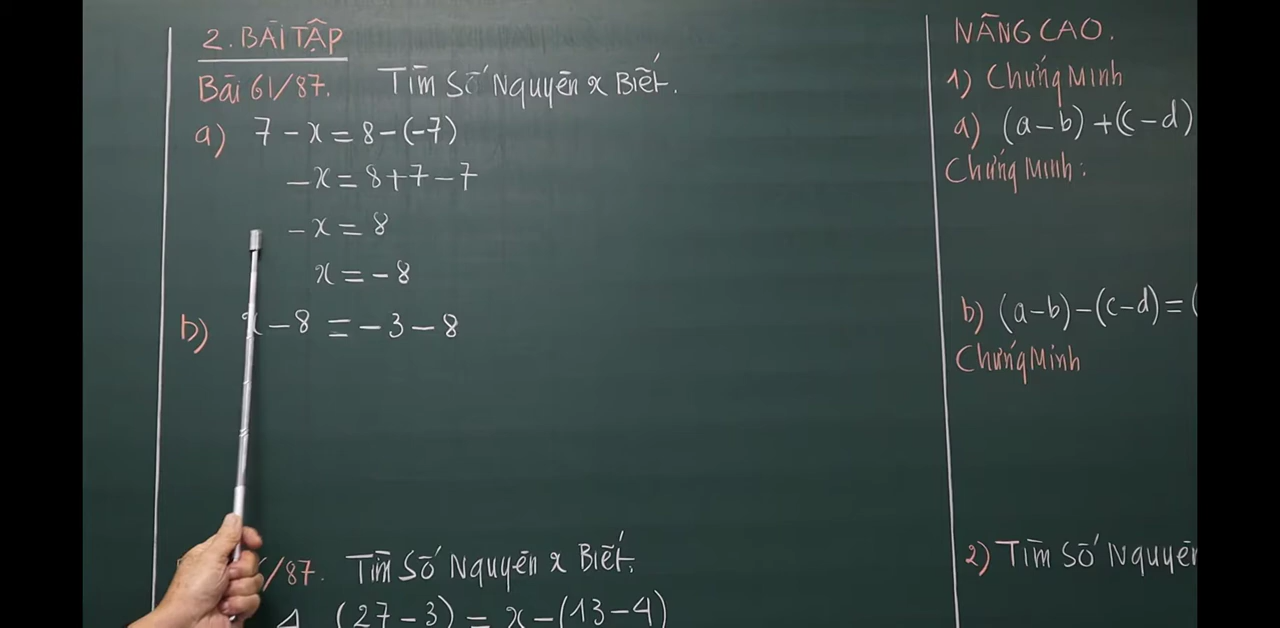 2. BÀI TẬP
Bài 61/87. Tìm Số Nguyên x Biết.
a) 7 - x = 8 - (-7)
-x = 8 + 7 - 7
-x = 8
x = -8
b) x - 8 = -3 - 8
/87. Tìm Số Nguyên x Biết.
4 (27 - 3) = x - (13 - 4)
NÂNG CAO.
1) Chứng Minh
a) (a - b) + (c - d)
Chứng Minh:
b) (a - b) - (c - d) = (
Chứng Minh
2) Tìm Số Nguyên